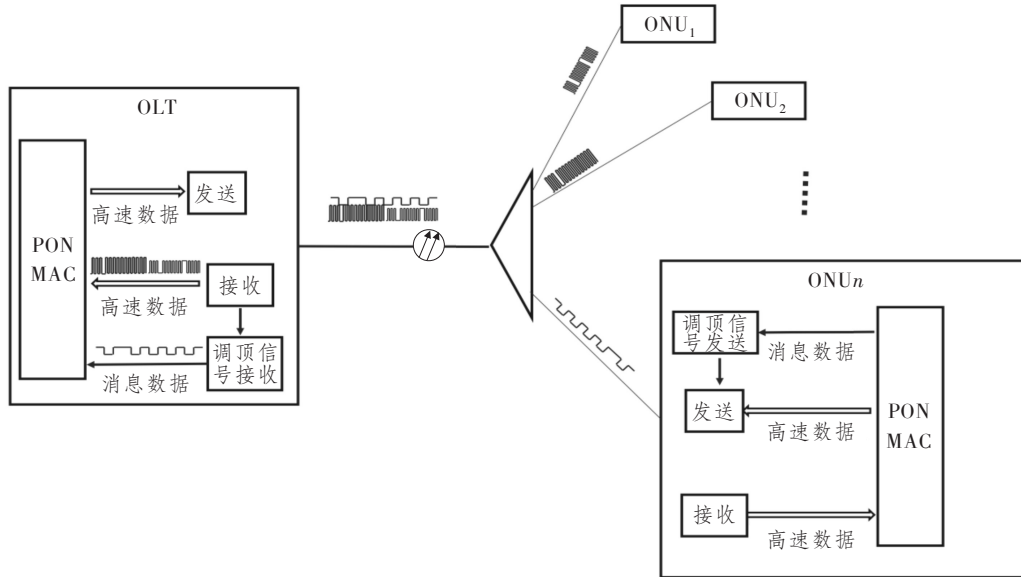 ONU1
ONU2
OLT
PON
MAC
发送
高速数据
接收
高速数据
调顶信
号接收
消息数据
ONUn
调顶信
号发送
消息数据
发送
高速数据
PON
MAC
接收
高速数据